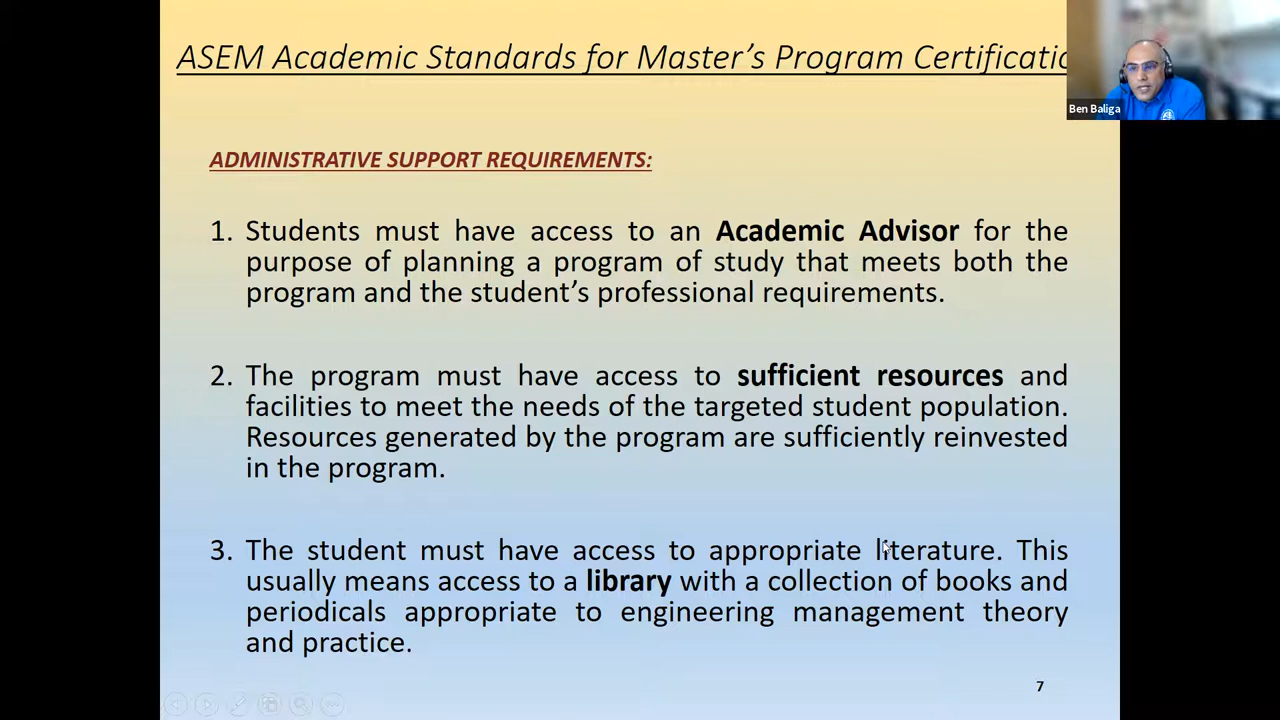 ASEM Academic Standards for Master's Program Certificatio
Ben Baliga
ADMINISTRATIVE SUPPORT REQUIREMENTS:
1. Students must have access to an Academic Advisor for the
purpose of planning a program of study that meets both the
program and the student's professional requirements.
2. The program must have access to sufficient resources and
facilities to meet the needs of the targeted student population.
Resources generated by the program are sufficiently reinvested
in the program.
3. The student must have access to appropriate literature. This
usually means access to a library with a collection of books and
periodicals appropriate to engineering management theory
and practice.
7